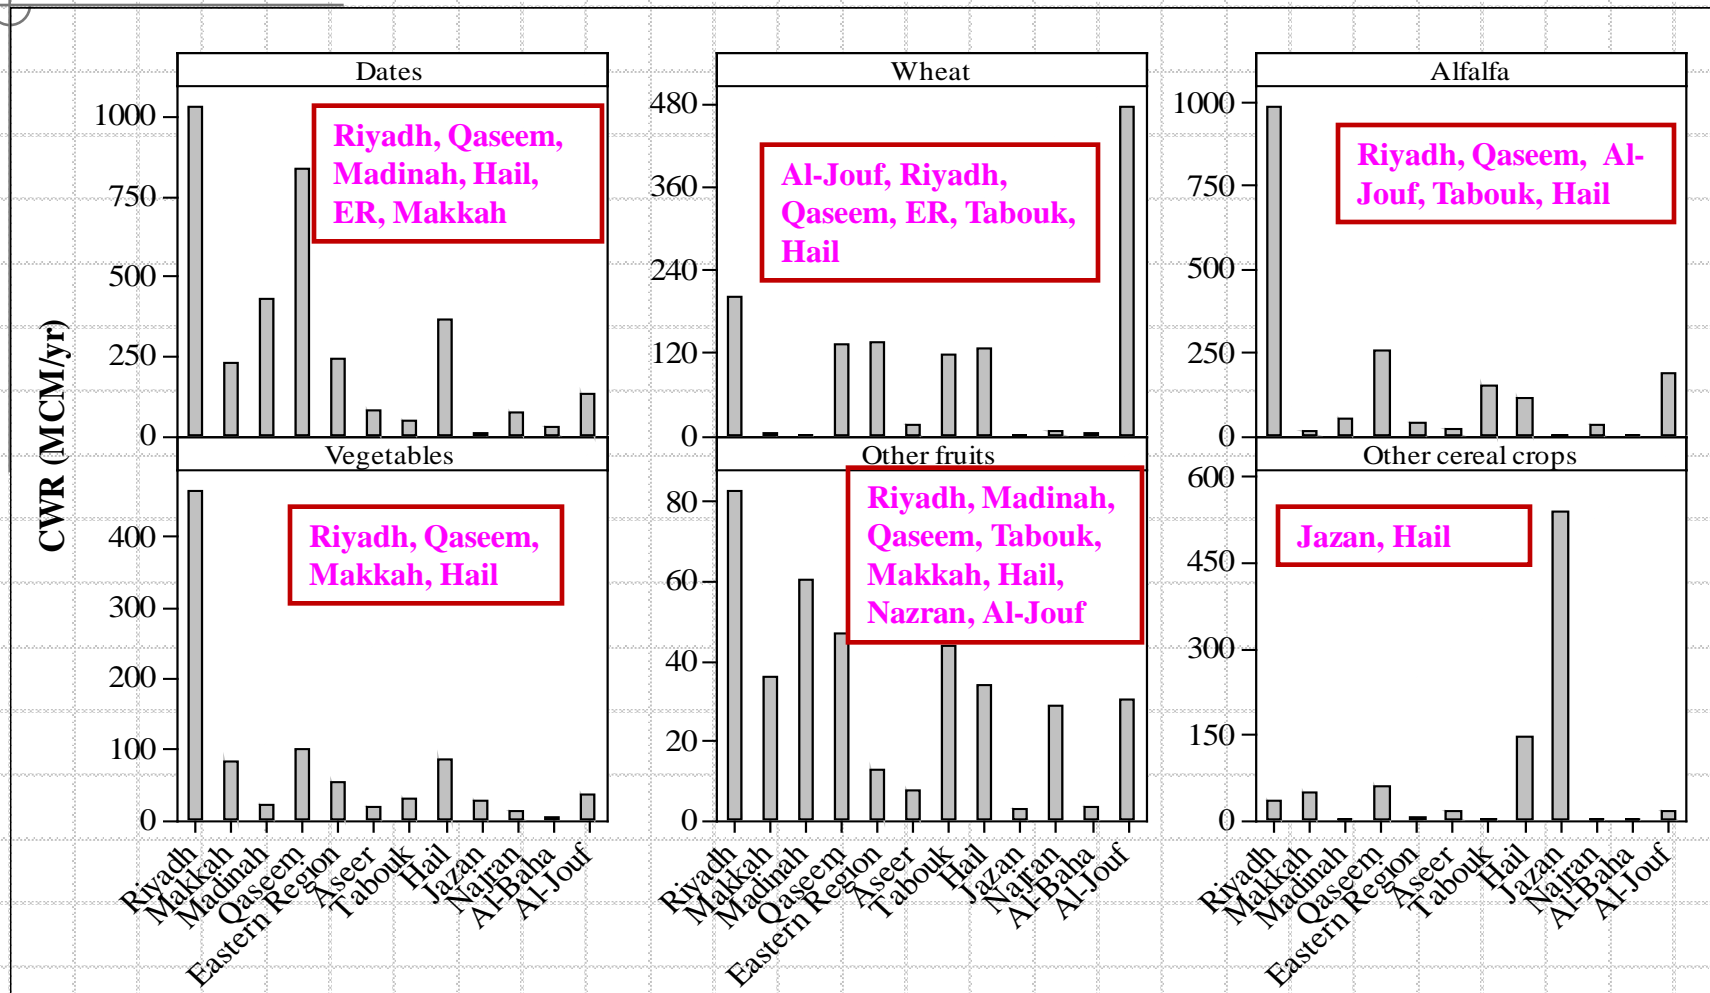 CWR (MCM/yr)
Dates
1000
750
500
250
0
Riyadh, Qaseem,
Madinah, Hail,
ER, Makkah
Wheat
480
360
240
120
0
Al-Jouf, Riyadh,
Qaseem, ER, Tabouk,
Hail
Alfalfa
1000
750
500
250
0
Riyadh, Qaseem,  Al-
Jouf, Tabouk, Hail
Vegetables
400
300
200
100
0
Riyadh, Qaseem,
Makkah, Hail
Riyadh
Makkah
Madinah
Qaseem
Eastern Region
Aseer
Tabouk
Hail
Jazan
Najran
Al-Baha
Al-Jouf
Other fruits
80
60
40
20
0
Riyadh, Madinah,
Qaseem, Tabouk,
Makkah, Hail,
Nazran, Al-Jouf
Riyadh
Makkah
Madinah
Qaseem
Eastern Region
Aseer
Tabouk
Hail
Jazan
Najran
Al-Baha
Al-Jouf
Other cereal crops
600
450
300
150
0
Jazan, Hail
Riyadh
Makkah
Madinah
Qaseem
Eastern Region
Aseer
Tabouk
Hail
Jazan
Najran
Al-Baha
Al-Jouf